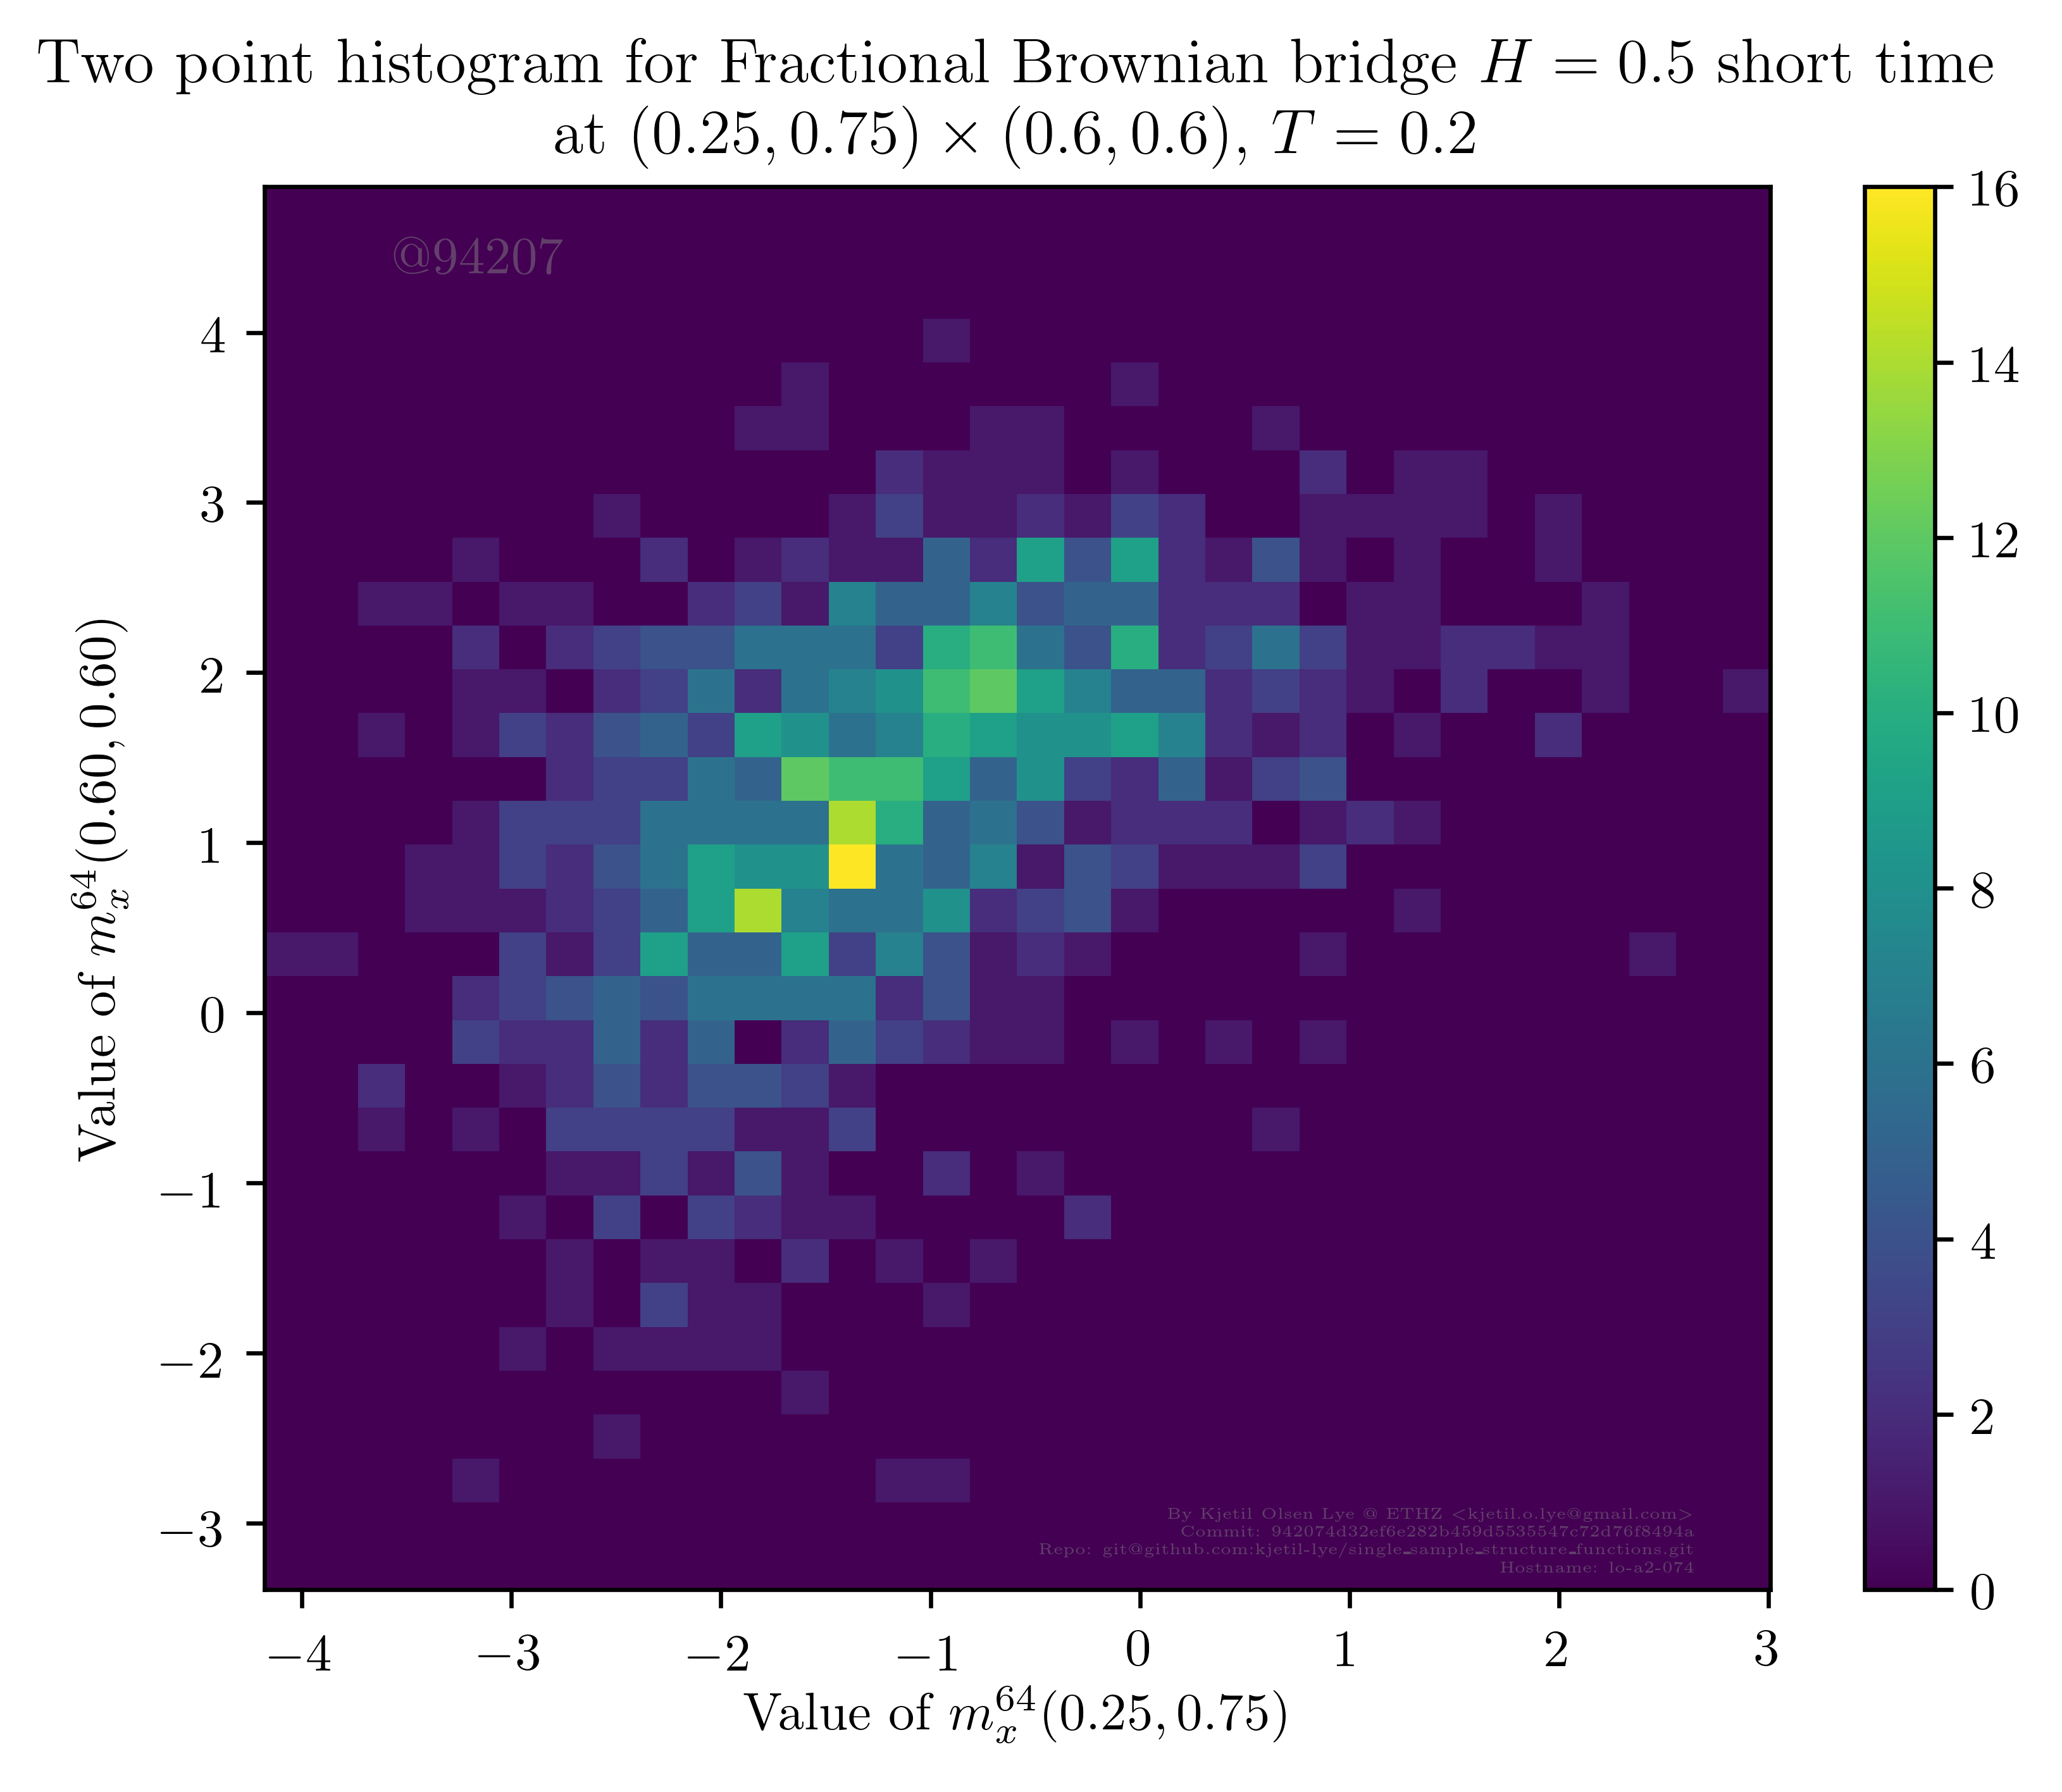 Two point histogram for Fractional Brownian bridge H = 0.5 short time
at (0.25, 0.75) × (0.6, 0.6), T = 0.2
@94207
4
3
2
1
0
−1
−2
−3
Value of m_x^64(0.60, 0.60)
By Kjetil Olsen Lye @ ETHZ <kjetil.o.lye@gmail.com>
Commit: 942074d32ef6e282b459d5535547c72d76f8494a
Repo: git@github.com:kjetil-lye/single_sample_structure_functions.git
Hostname: lo-a2-074
−4 −3 −2 −1 0 1 2 3
Value of m_x^64(0.25, 0.75)
16
14
12
10
8
6
4
2
0